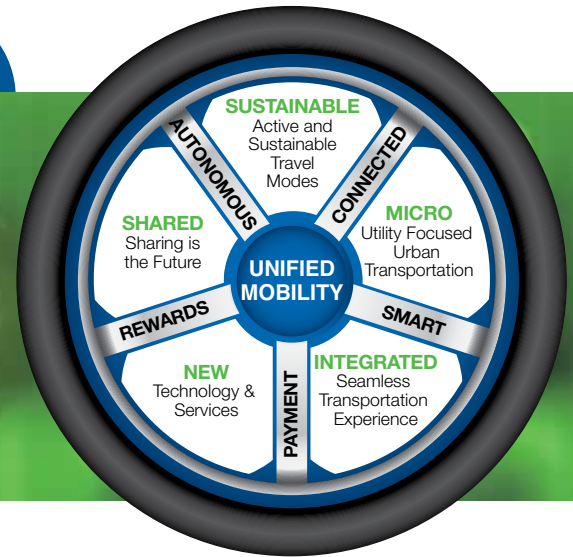 SUSTAINABLE
Active and
Sustainable
Travel
Modes
AUTONOMOUS
CONNECTED
SHARED
Sharing is
the Future
MICRO
Utility Focused
Urban
Transportation
UNIFIED
MOBILITY
REWARDS
SMART
NEW
Technology &
Services
PAYMENT
INTEGRATED
Seamless
Transportation
Experience